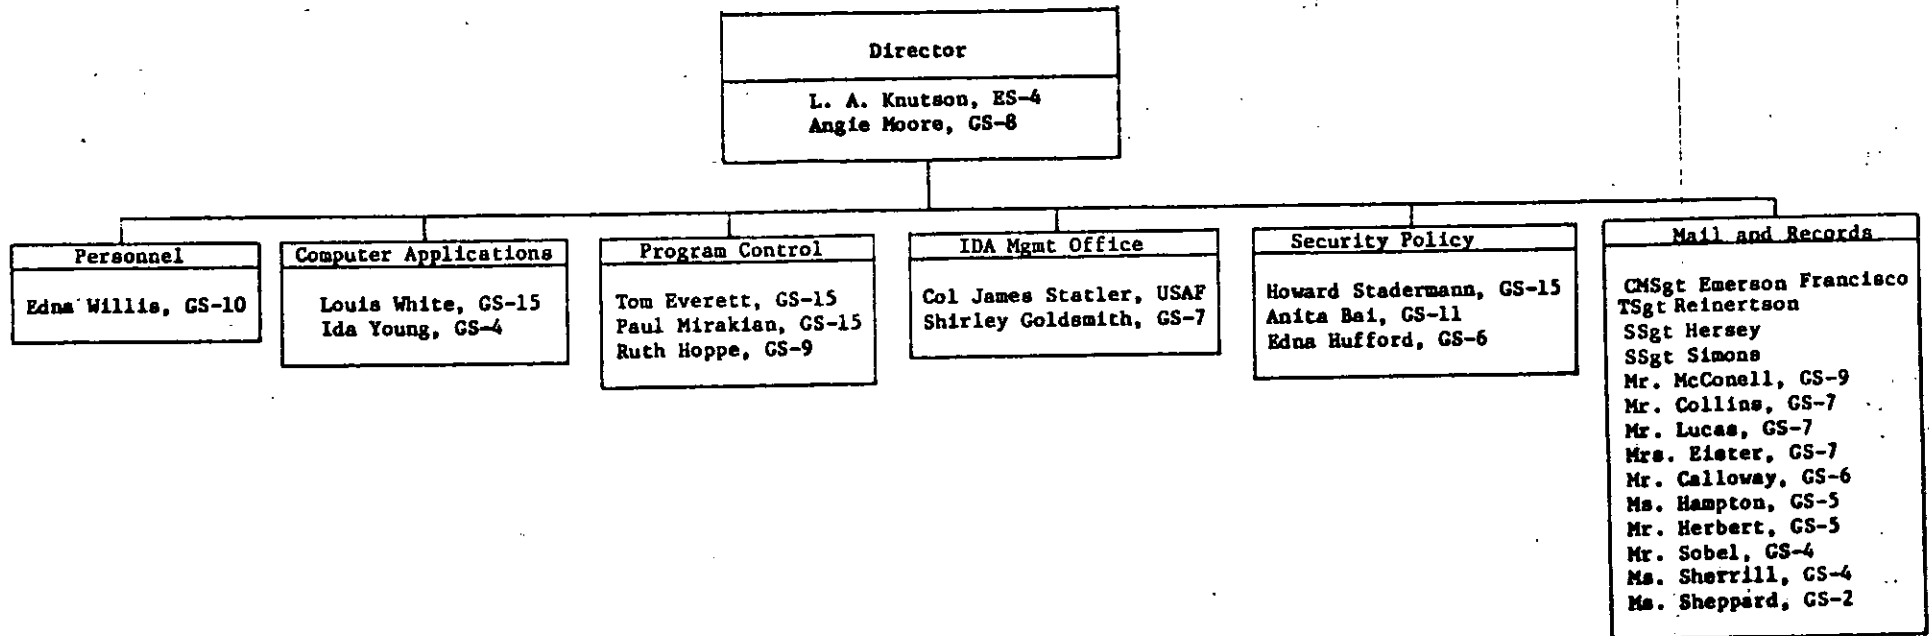 Director
L. A. Knutson, ES-4
Angie Moore, GS-8
Personnel
Edna Willis, GS-10
Computer Applications
Louis White, GS-15
Ida Young, GS-4
Program Control
Tom Everett, GS-15
Paul Mirakian, GS-15
Ruth Hoppe, GS-9
IDA Mgmt Office
Col James Statler, USAF
Shirley Goldsmith, GS-7
Security Policy
Howard Stadermann, GS-15
Anita Bai, GS-11
Edna Hufford, GS-6
Mail and Records
CMSgt Emerson Francisco
TSgt Reinertson
SSgt Hersey
SSgt Simons
Mr. McConell, GS-9
Mr. Collins, GS-7
Mr. Lucas, GS-7
Mrs. Eister, GS-7
Mr. Calloway, GS-6
Ms. Hampton, GS-5
Mr. Herbert, GS-5
Mr. Sobel, GS-4
Ms. Sherrill, GS-4
Ms. Sheppard, GS-2